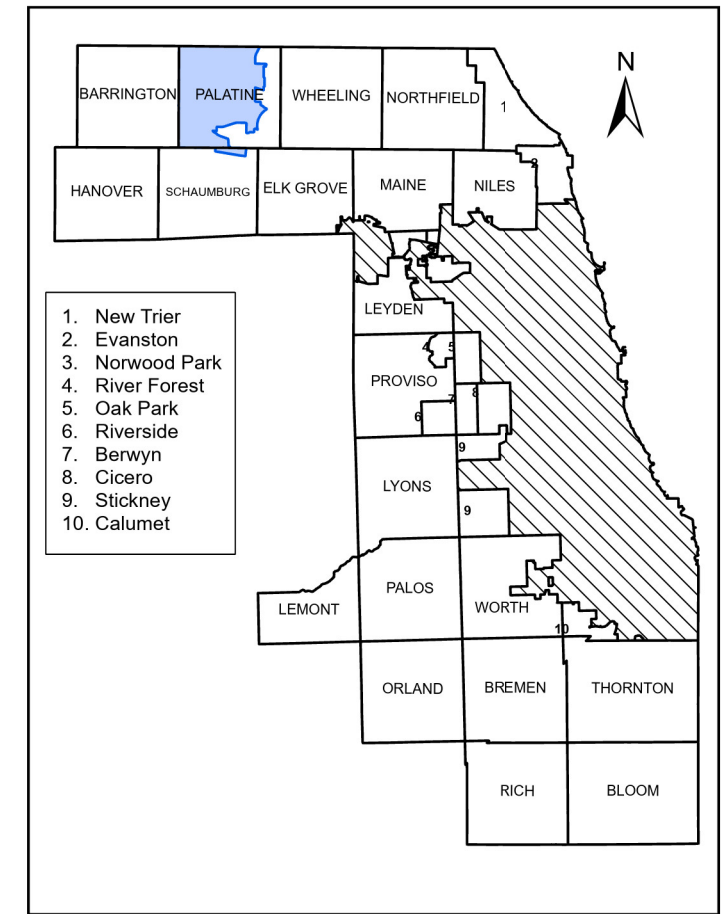 N
BARRINGTON PALATINE WHEELING NORTHFIELD 1
2
HANOVER SCHAUMBURG ELK GROVE MAINE NILES
3
LEYDEN
1. New Trier
2. Evanston
3. Norwood Park
4. River Forest
5. Oak Park
6. Riverside
7. Berwyn
8. Cicero
9. Stickney
10. Calumet
4 5
PROVISO
7 8
6
9
LYONS
9
PALOS
LEMONT WORTH
10
ORLAND BREMEN THORNTON
RICH BLOOM